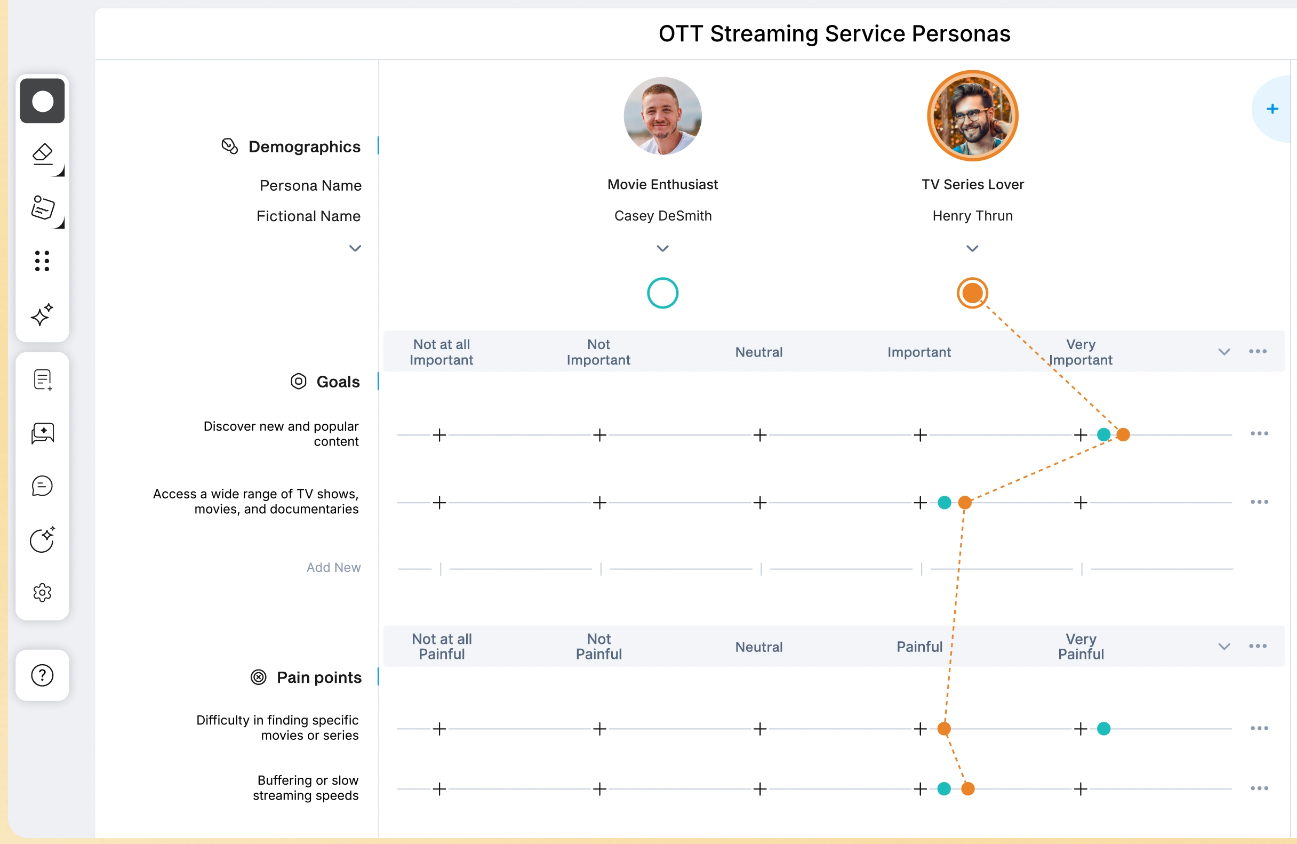 OTT Streaming Service Personas
Demographics
Persona Name
Movie Enthusiast
TV Series Lover
Fictional Name
Casey DeSmith
Henry Thrun
Not at all
Important
Not
Important
Neutral
Important
Very
Important
Goals
Discover new and popular
content
Access a wide range of TV shows,
movies, and documentaries
Add New
Not at all
Painful
Not
Painful
Neutral
Painful
Very
Painful
Pain points
Difficulty in finding specific
movies or series
Buffering or slow
streaming speeds